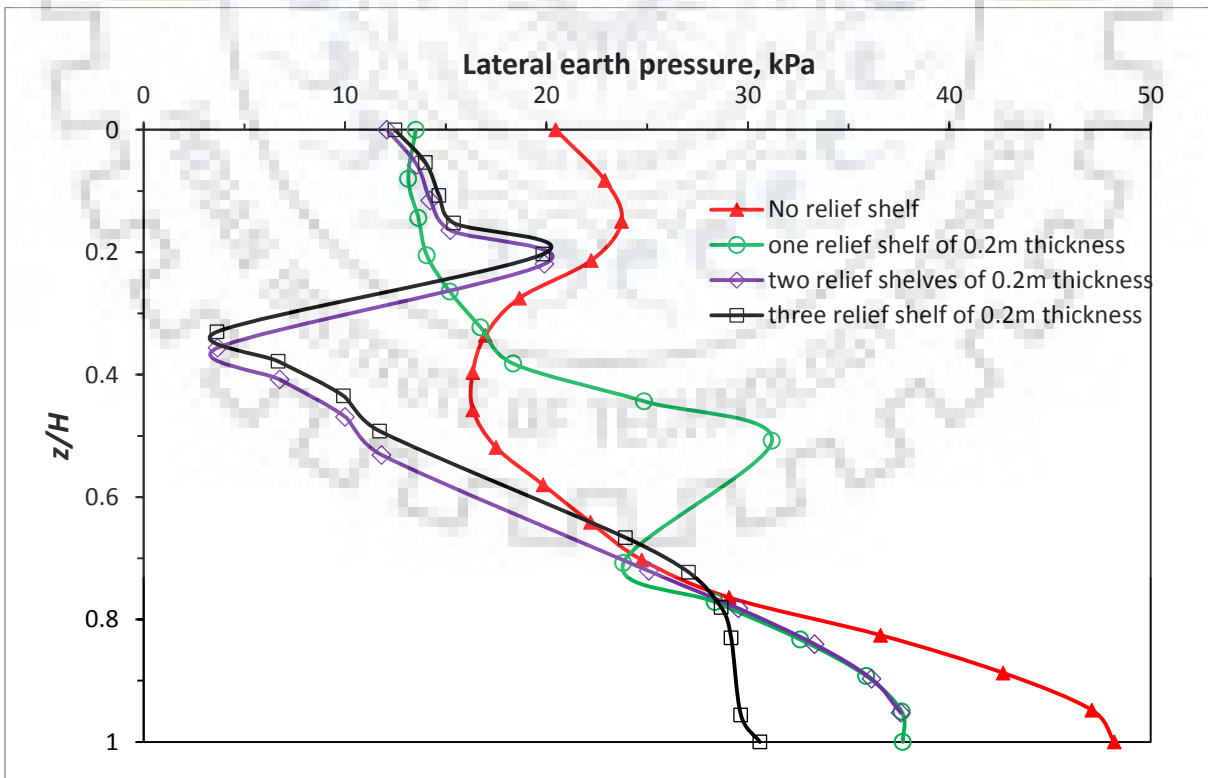 Lateral earth pressure, kPa
0 10 20 30 40 50
0
0.2
0.4
0.6
0.8
1
z/H
No relief shelf
one relief shelf of 0.2m thickness
two relief shelves of 0.2m thickness
three relief shelf of 0.2m thickness